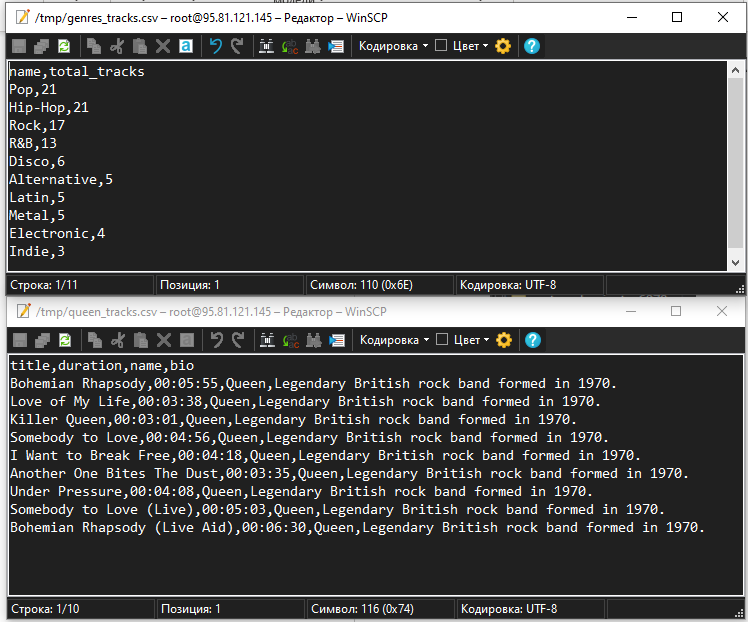 /tmp/genres_tracks.csv – root@95.81.121.145 – Редактор – WinSCP
Кодировка Цвет
name,total_tracks
Pop,21
Hip-Hop,21
Rock,17
R&B,13
Disco,6
Alternative,5
Latin,5
Metal,5
Electronic,4
Indie,3
Строка: 1/11 Позиция: 1 Символ: 110 (0x6E) Кодировка: UTF-8
/tmp/queen_tracks.csv – root@95.81.121.145 – Редактор – WinSCP
Кодировка Цвет
title,duration,name,bio
Bohemian Rhapsody,00:05:55,Queen,Legendary British rock band formed in 1970.
Love of My Life,00:03:38,Queen,Legendary British rock band formed in 1970.
Killer Queen,00:03:01,Queen,Legendary British rock band formed in 1970.
Somebody to Love,00:04:56,Queen,Legendary British rock band formed in 1970.
I Want to Break Free,00:04:18,Queen,Legendary British rock band formed in 1970.
Another One Bites The Dust,00:03:35,Queen,Legendary British rock band formed in 1970.
Under Pressure,00:04:08,Queen,Legendary British rock band formed in 1970.
Somebody to Love (Live),00:05:03,Queen,Legendary British rock band formed in 1970.
Bohemian Rhapsody (Live Aid),00:06:30,Queen,Legendary British rock band formed in 1970.
Строка: 1/10 Позиция: 1 Символ: 116 (0x74) Кодировка: UTF-8